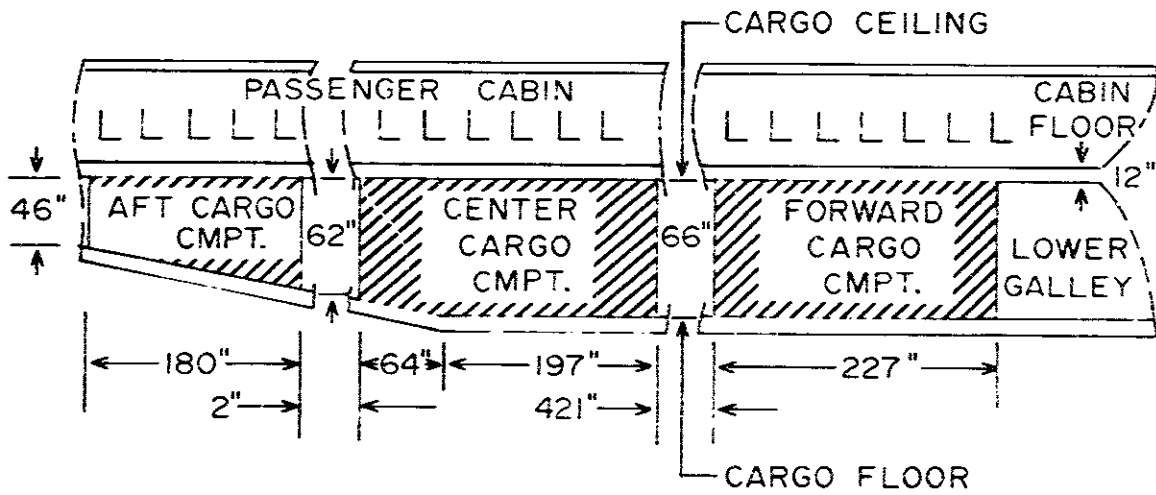 CARGO CEILING
PASSENGER CABIN
CABIN
FLOOR
12"
46"
AFT CARGO
CMPT.
62"
CENTER
CARGO
CMPT.
66"
FORWARD
CARGO
CMPT.
LOWER
GALLEY
180"
64"
197"
227"
2"
421"
CARGO FLOOR